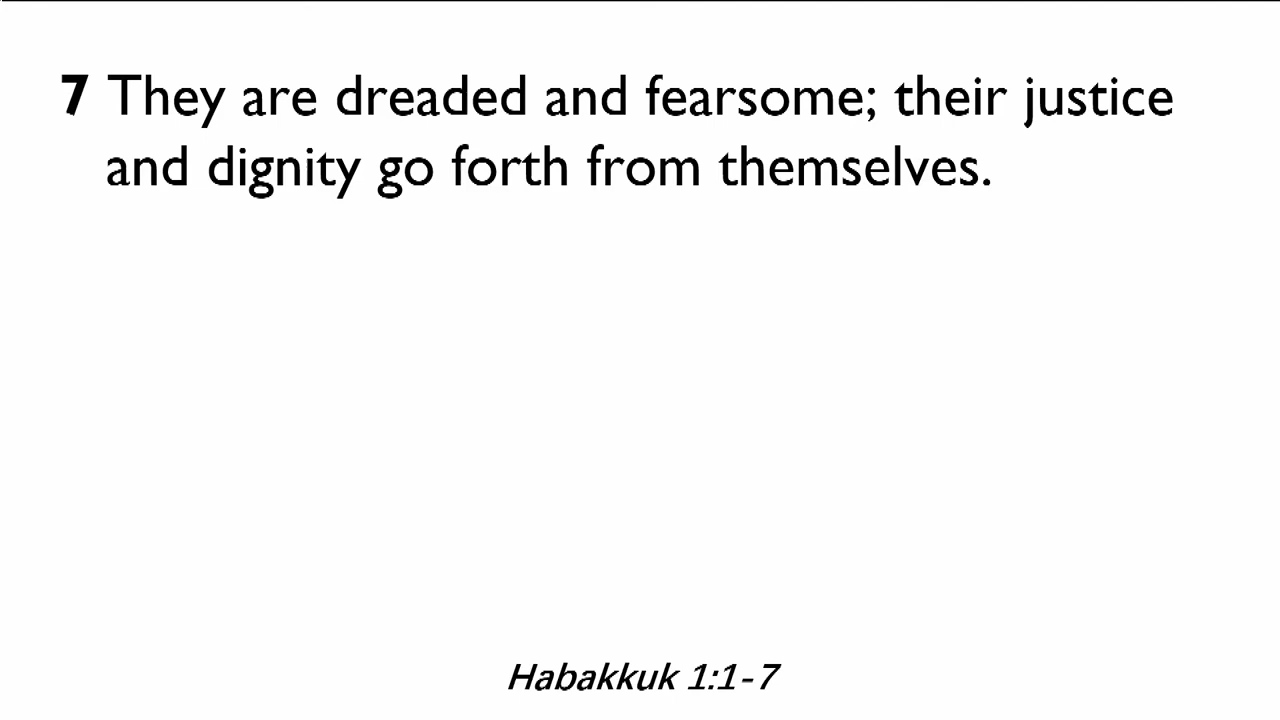 7 They are dreaded and fearsome; their justice
and dignity go forth from themselves.
Habakkuk 1:1-7